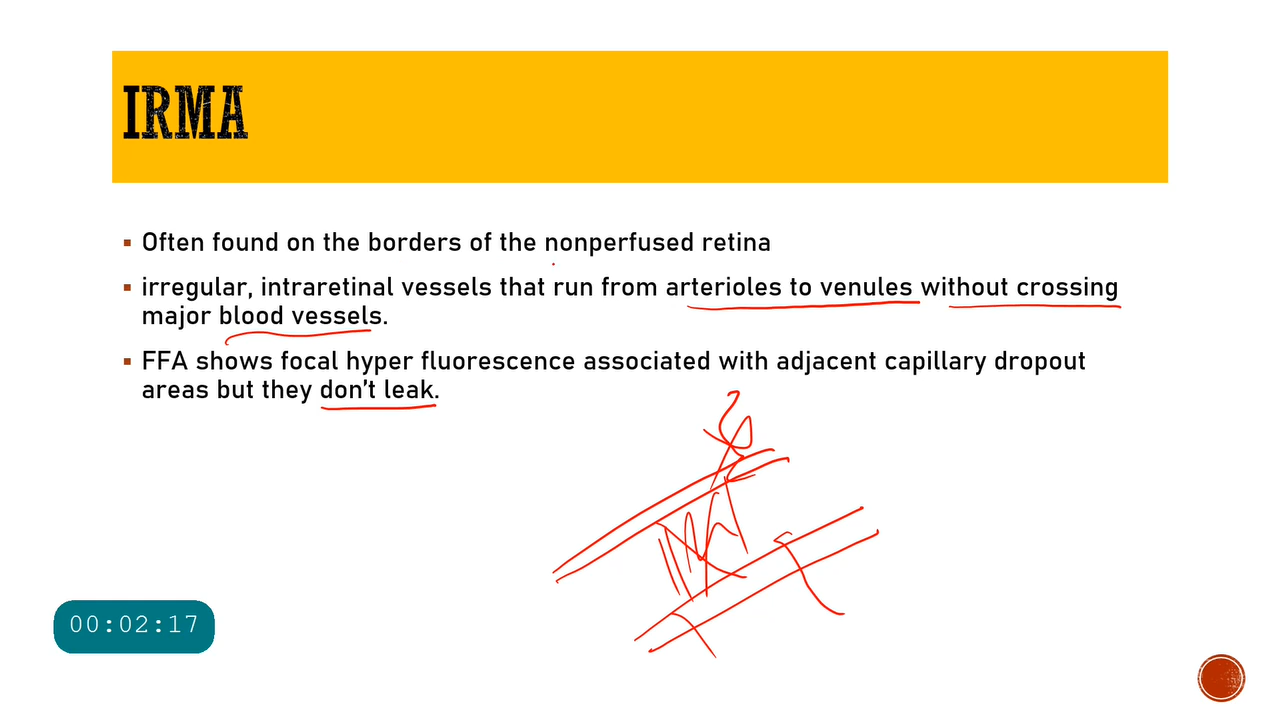 IRMA
Often found on the borders of the nonperfused retina
irregular, intraretinal vessels that run from arterioles to venules without crossing
major blood vessels.
FFA shows focal hyper fluorescence associated with adjacent capillary dropout
areas but they don't leak.
00:02:17